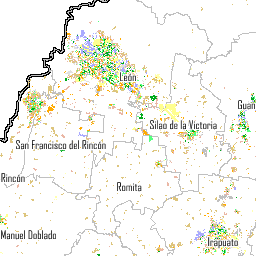 León
Guan
Silao de la Victoria
San Francisco del Rincón
Rincón
Romita
Manuel Doblado
Irapuato